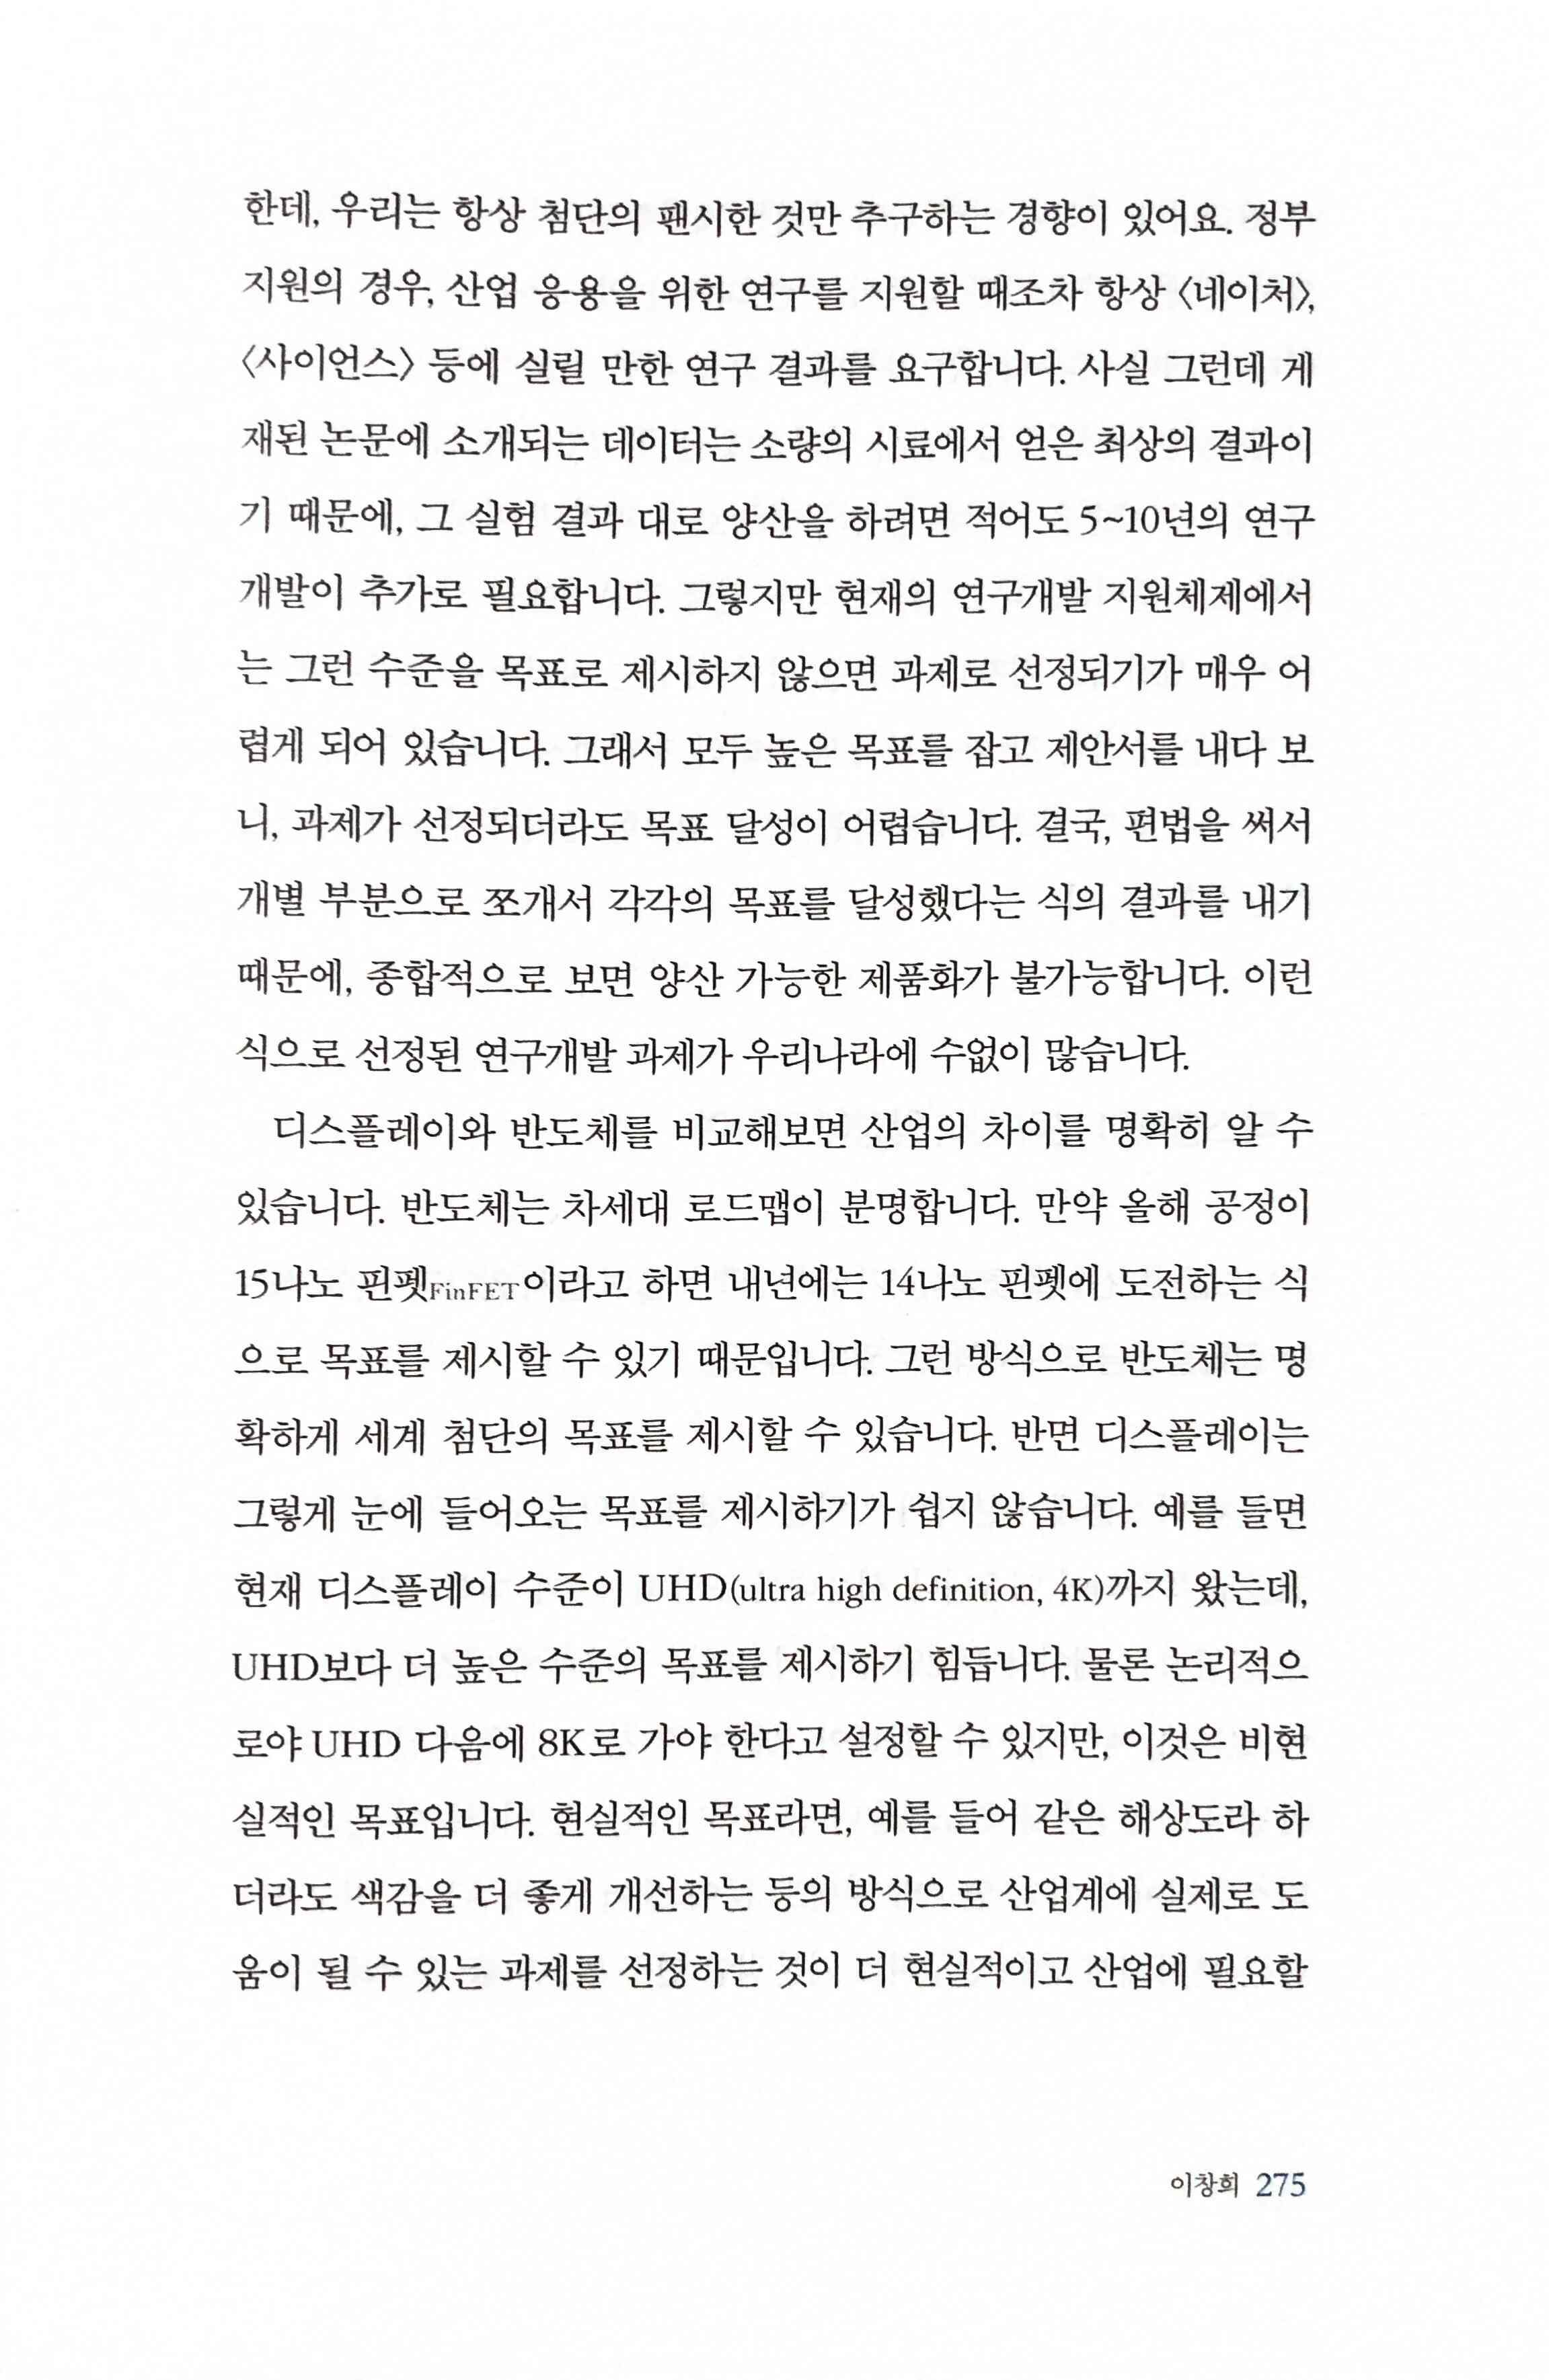 한데, 우리는 항상 첨단의 팬시한 것만 추구하는 경향이 있어요. 정부
지원의 경우, 산업 응용을 위한 연구를 지원할 때조차 항상 〈네이처〉,
〈사이언스〉 등에 실릴 만한 연구 결과를 요구합니다. 사실 그런데 게
재된 논문에 소개되는 데이터는 소량의 시료에서 얻은 최상의 결과이
기 때문에, 그 실험 결과 대로 양산을 하려면 적어도 5~10년의 연구
개발이 추가로 필요합니다. 그렇지만 현재의 연구개발 지원체제에서
는 그런 수준을 목표로 제시하지 않으면 과제로 선정되기가 매우 어
렵게 되어 있습니다. 그래서 모두 높은 목표를 잡고 제안서를 내다 보
니, 과제가 선정되더라도 목표 달성이 어렵습니다. 결국, 편법을 써서
개별 부분으로 쪼개서 각각의 목표를 달성했다는 식의 결과를 내기
때문에, 종합적으로 보면 양산 가능한 제품화가 불가능합니다. 이런
식으로 선정된 연구개발 과제가 우리나라에 수없이 많습니다.
디스플레이와 반도체를 비교해보면 산업의 차이를 명확히 알 수
있습니다. 반도체는 차세대 로드맵이 분명합니다. 만약 올해 공정이
15나노 핀펫FinFET이라고 하면 내년에는 14나노 핀펫에 도전하는 식
으로 목표를 제시할 수 있기 때문입니다. 그런 방식으로 반도체는 명
확하게 세계 첨단의 목표를 제시할 수 있습니다. 반면 디스플레이는
그렇게 눈에 들어오는 목표를 제시하기가 쉽지 않습니다. 예를 들면
현재 디스플레이 수준이 UHD(ultra high definition, 4K)까지 왔는데,
UHD보다 더 높은 수준의 목표를 제시하기 힘듭니다. 물론 논리적으
로야 UHD 다음에 8K로 가야 한다고 설정할 수 있지만, 이것은 비현
실적인 목표입니다. 현실적인 목표라면, 예를 들어 같은 해상도라 하
더라도 색감을 더 좋게 개선하는 등의 방식으로 산업계에 실제로 도
움이 될 수 있는 과제를 선정하는 것이 더 현실적이고 산업에 필요할
이창희 275